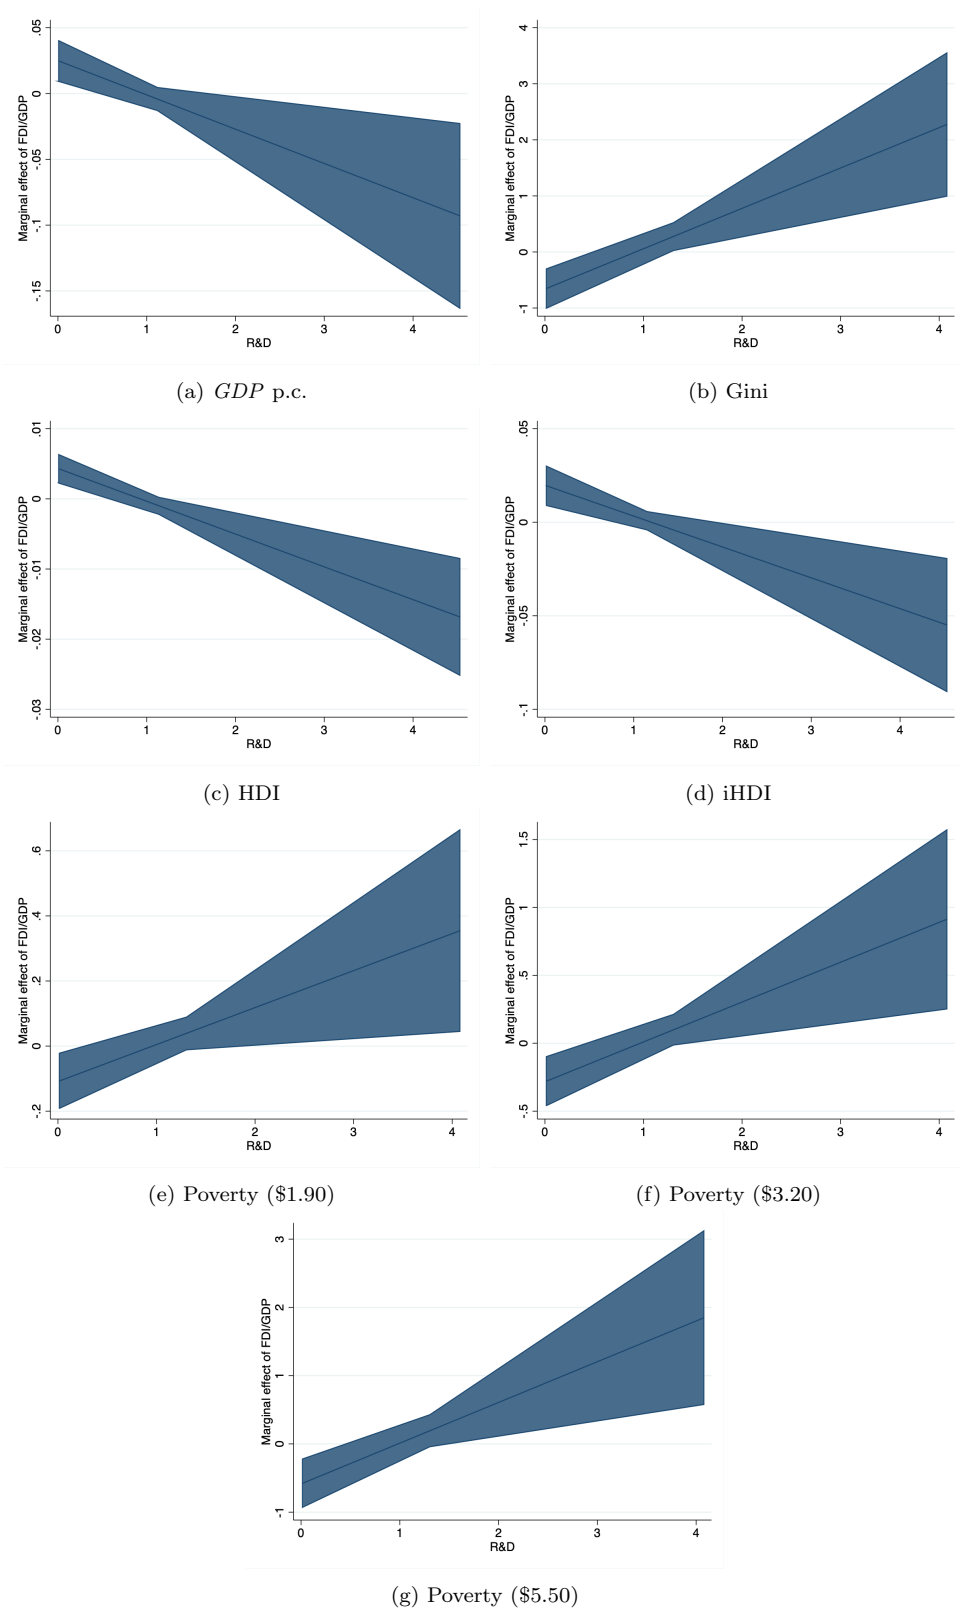 .05
0
-.05
-.1
-.15
Marginal effect of FDI/GDP
0 1 2 3 4
R&D
(a) GDP p.c.
4
3
2
1
0
-1
Marginal effect of FDI/GDP
0 1 2 3 4
R&D
(b) Gini
.01
0
-.01
-.02
-.03
Marginal effect of FDI/GDP
0 1 2 3 4
R&D
(c) HDI
.05
0
-.05
-.1
Marginal effect of FDI/GDP
0 1 2 3 4
R&D
(d) iHDI
.6
.4
.2
0
-.2
Marginal effect of FDI/GDP
0 1 2 3 4
R&D
(e) Poverty ($1.90)
1.5
1
.5
0
-.5
Marginal effect of FDI/GDP
0 1 2 3 4
R&D
(f) Poverty ($3.20)
3
2
1
0
-1
Marginal effect of FDI/GDP
0 1 2 3 4
R&D
(g) Poverty ($5.50)